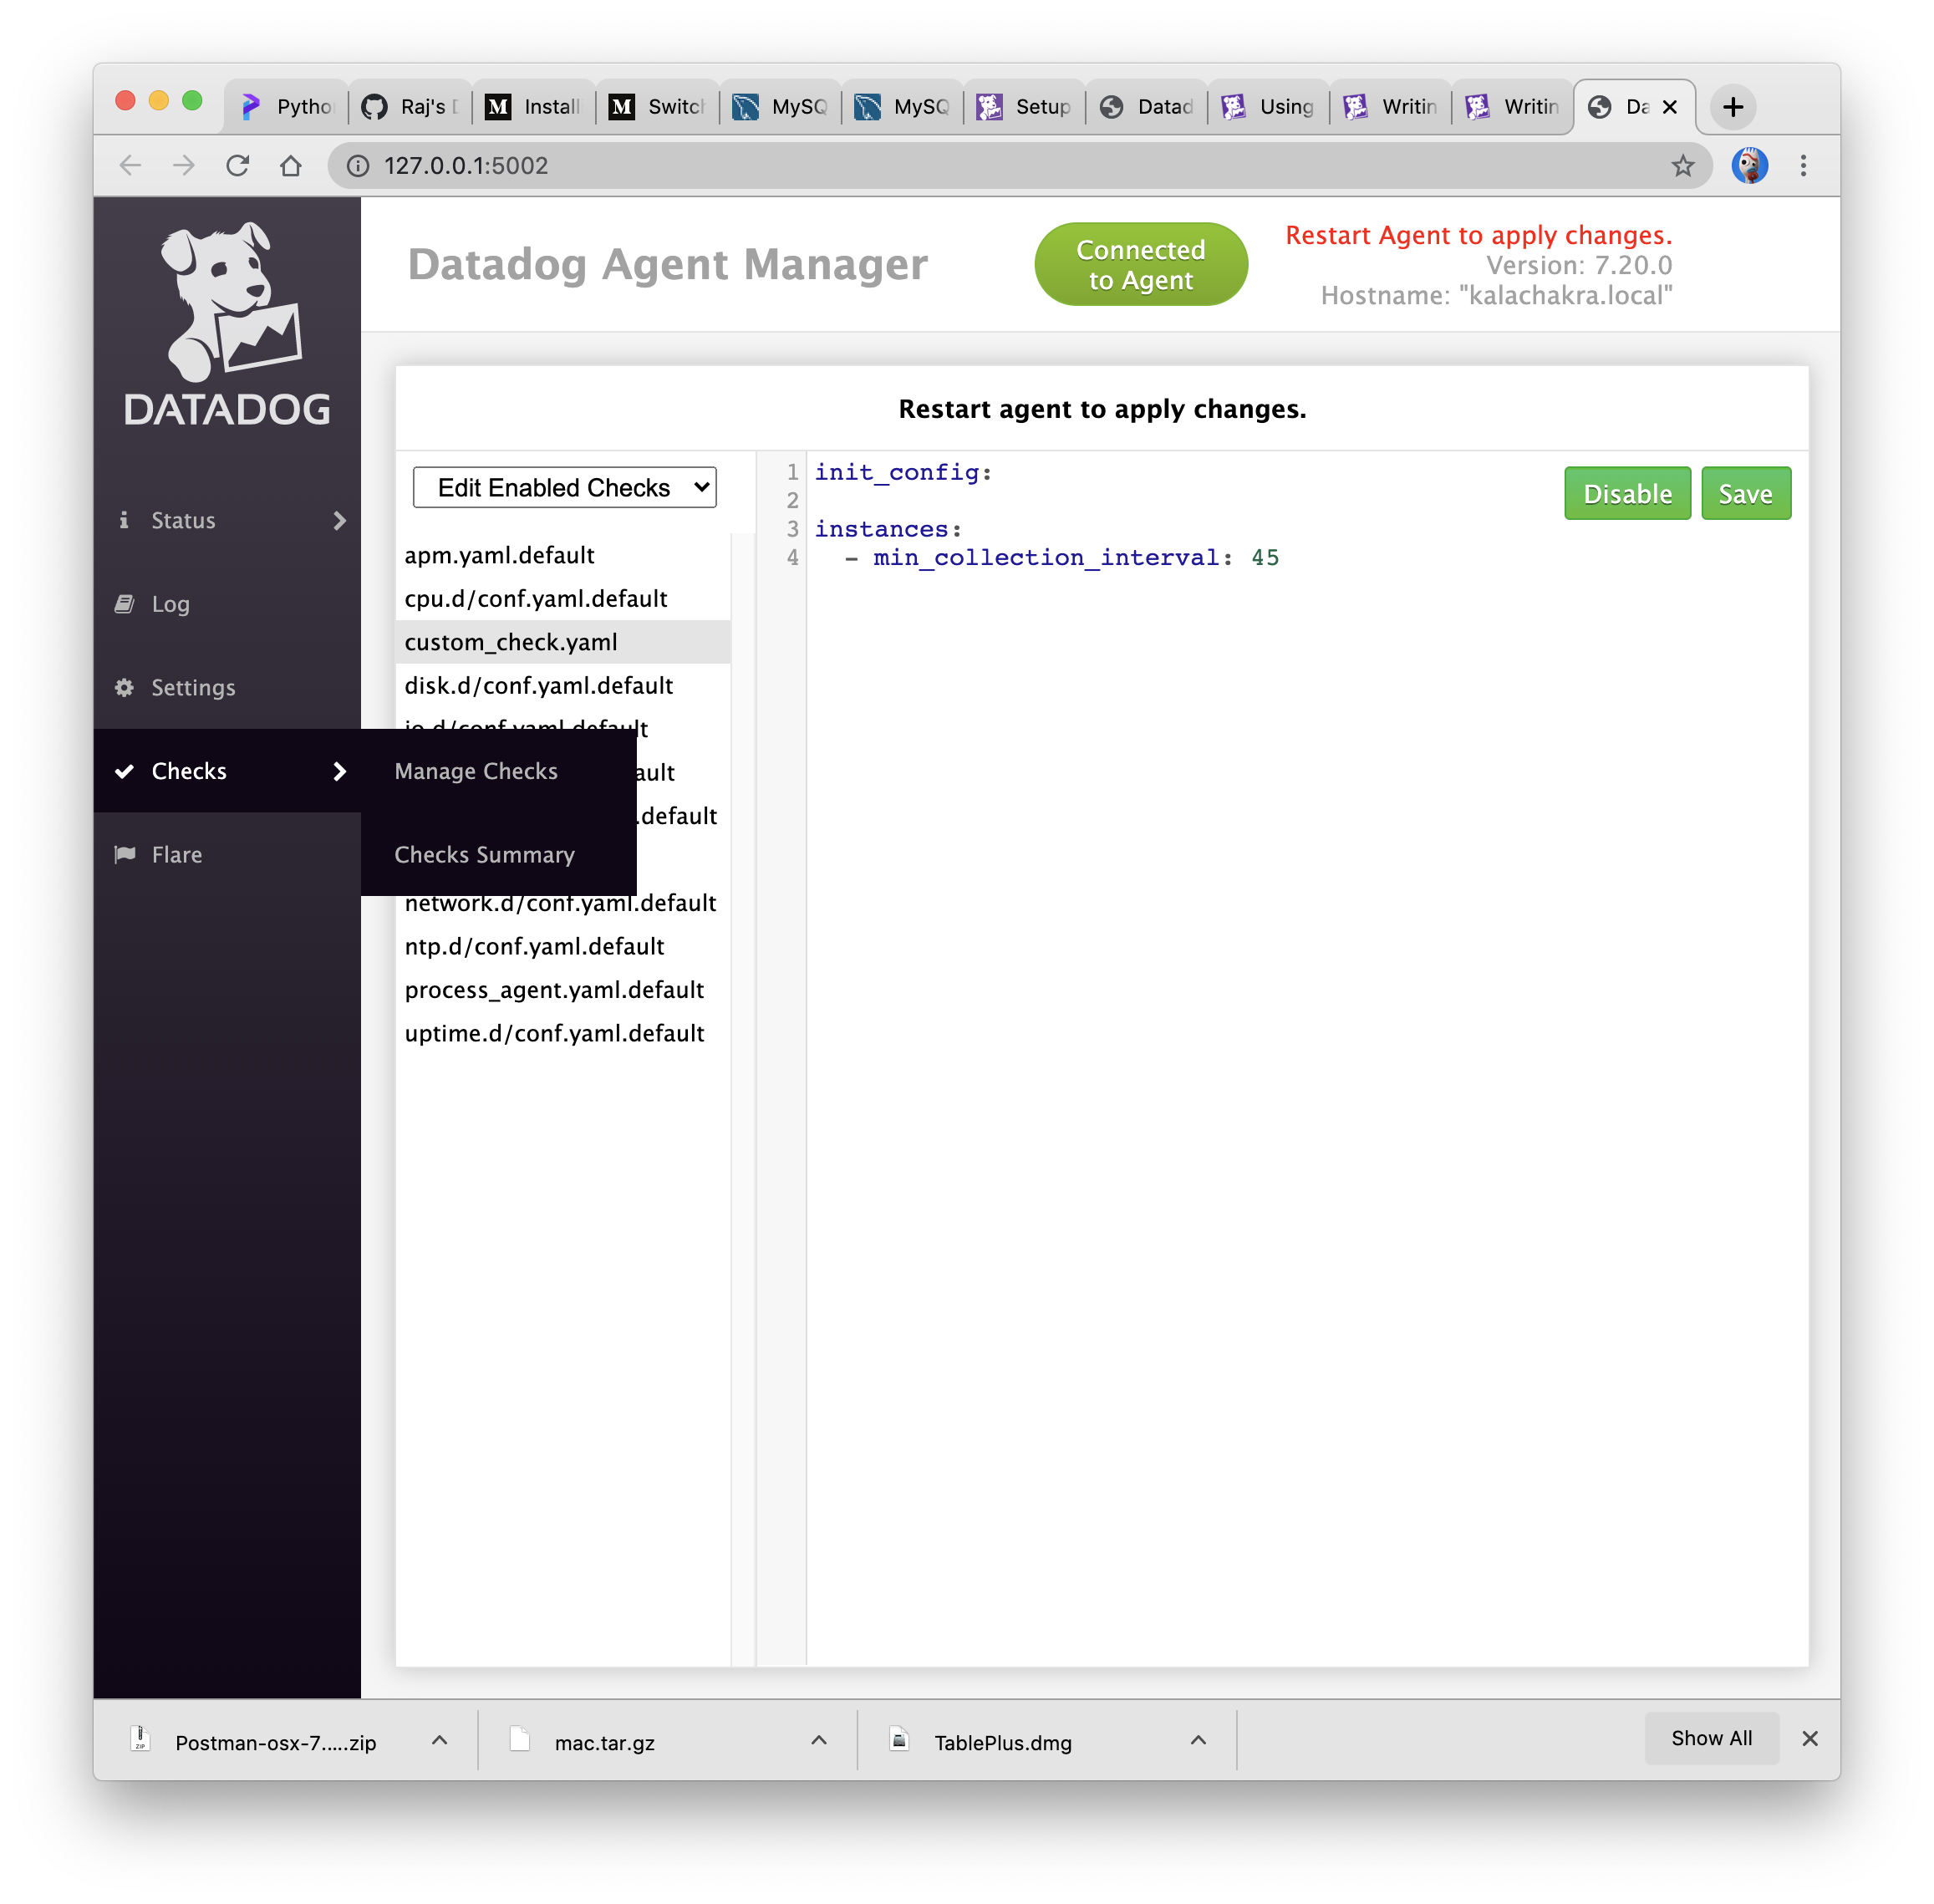 Pytho
Raj's
Install
Switch
MySQ
MySQ
Setup
Datad
Using
Writin
Writin
Da
127.0.0.1:5002
DATADOG
Datadog Agent Manager
Connected
to Agent
Restart Agent to apply changes.
Version: 7.20.0
Hostname: "kalachakra.local"
Restart agent to apply changes.
Status
Log
Settings
Checks
Manage Checks
Checks Summary
Flare
Edit Enabled Checks
apm.yaml.default
cpu.d/conf.yaml.default
custom_check.yaml
disk.d/conf.yaml.default
io.d/conf.yaml.default
ault
.default
network.d/conf.yaml.default
ntp.d/conf.yaml.default
process_agent.yaml.default
uptime.d/conf.yaml.default
1 init_config:
2
3 instances:
4 - min_collection_interval: 45
Disable
Save
Postman-osx-7.....zip
mac.tar.gz
TablePlus.dmg
Show All